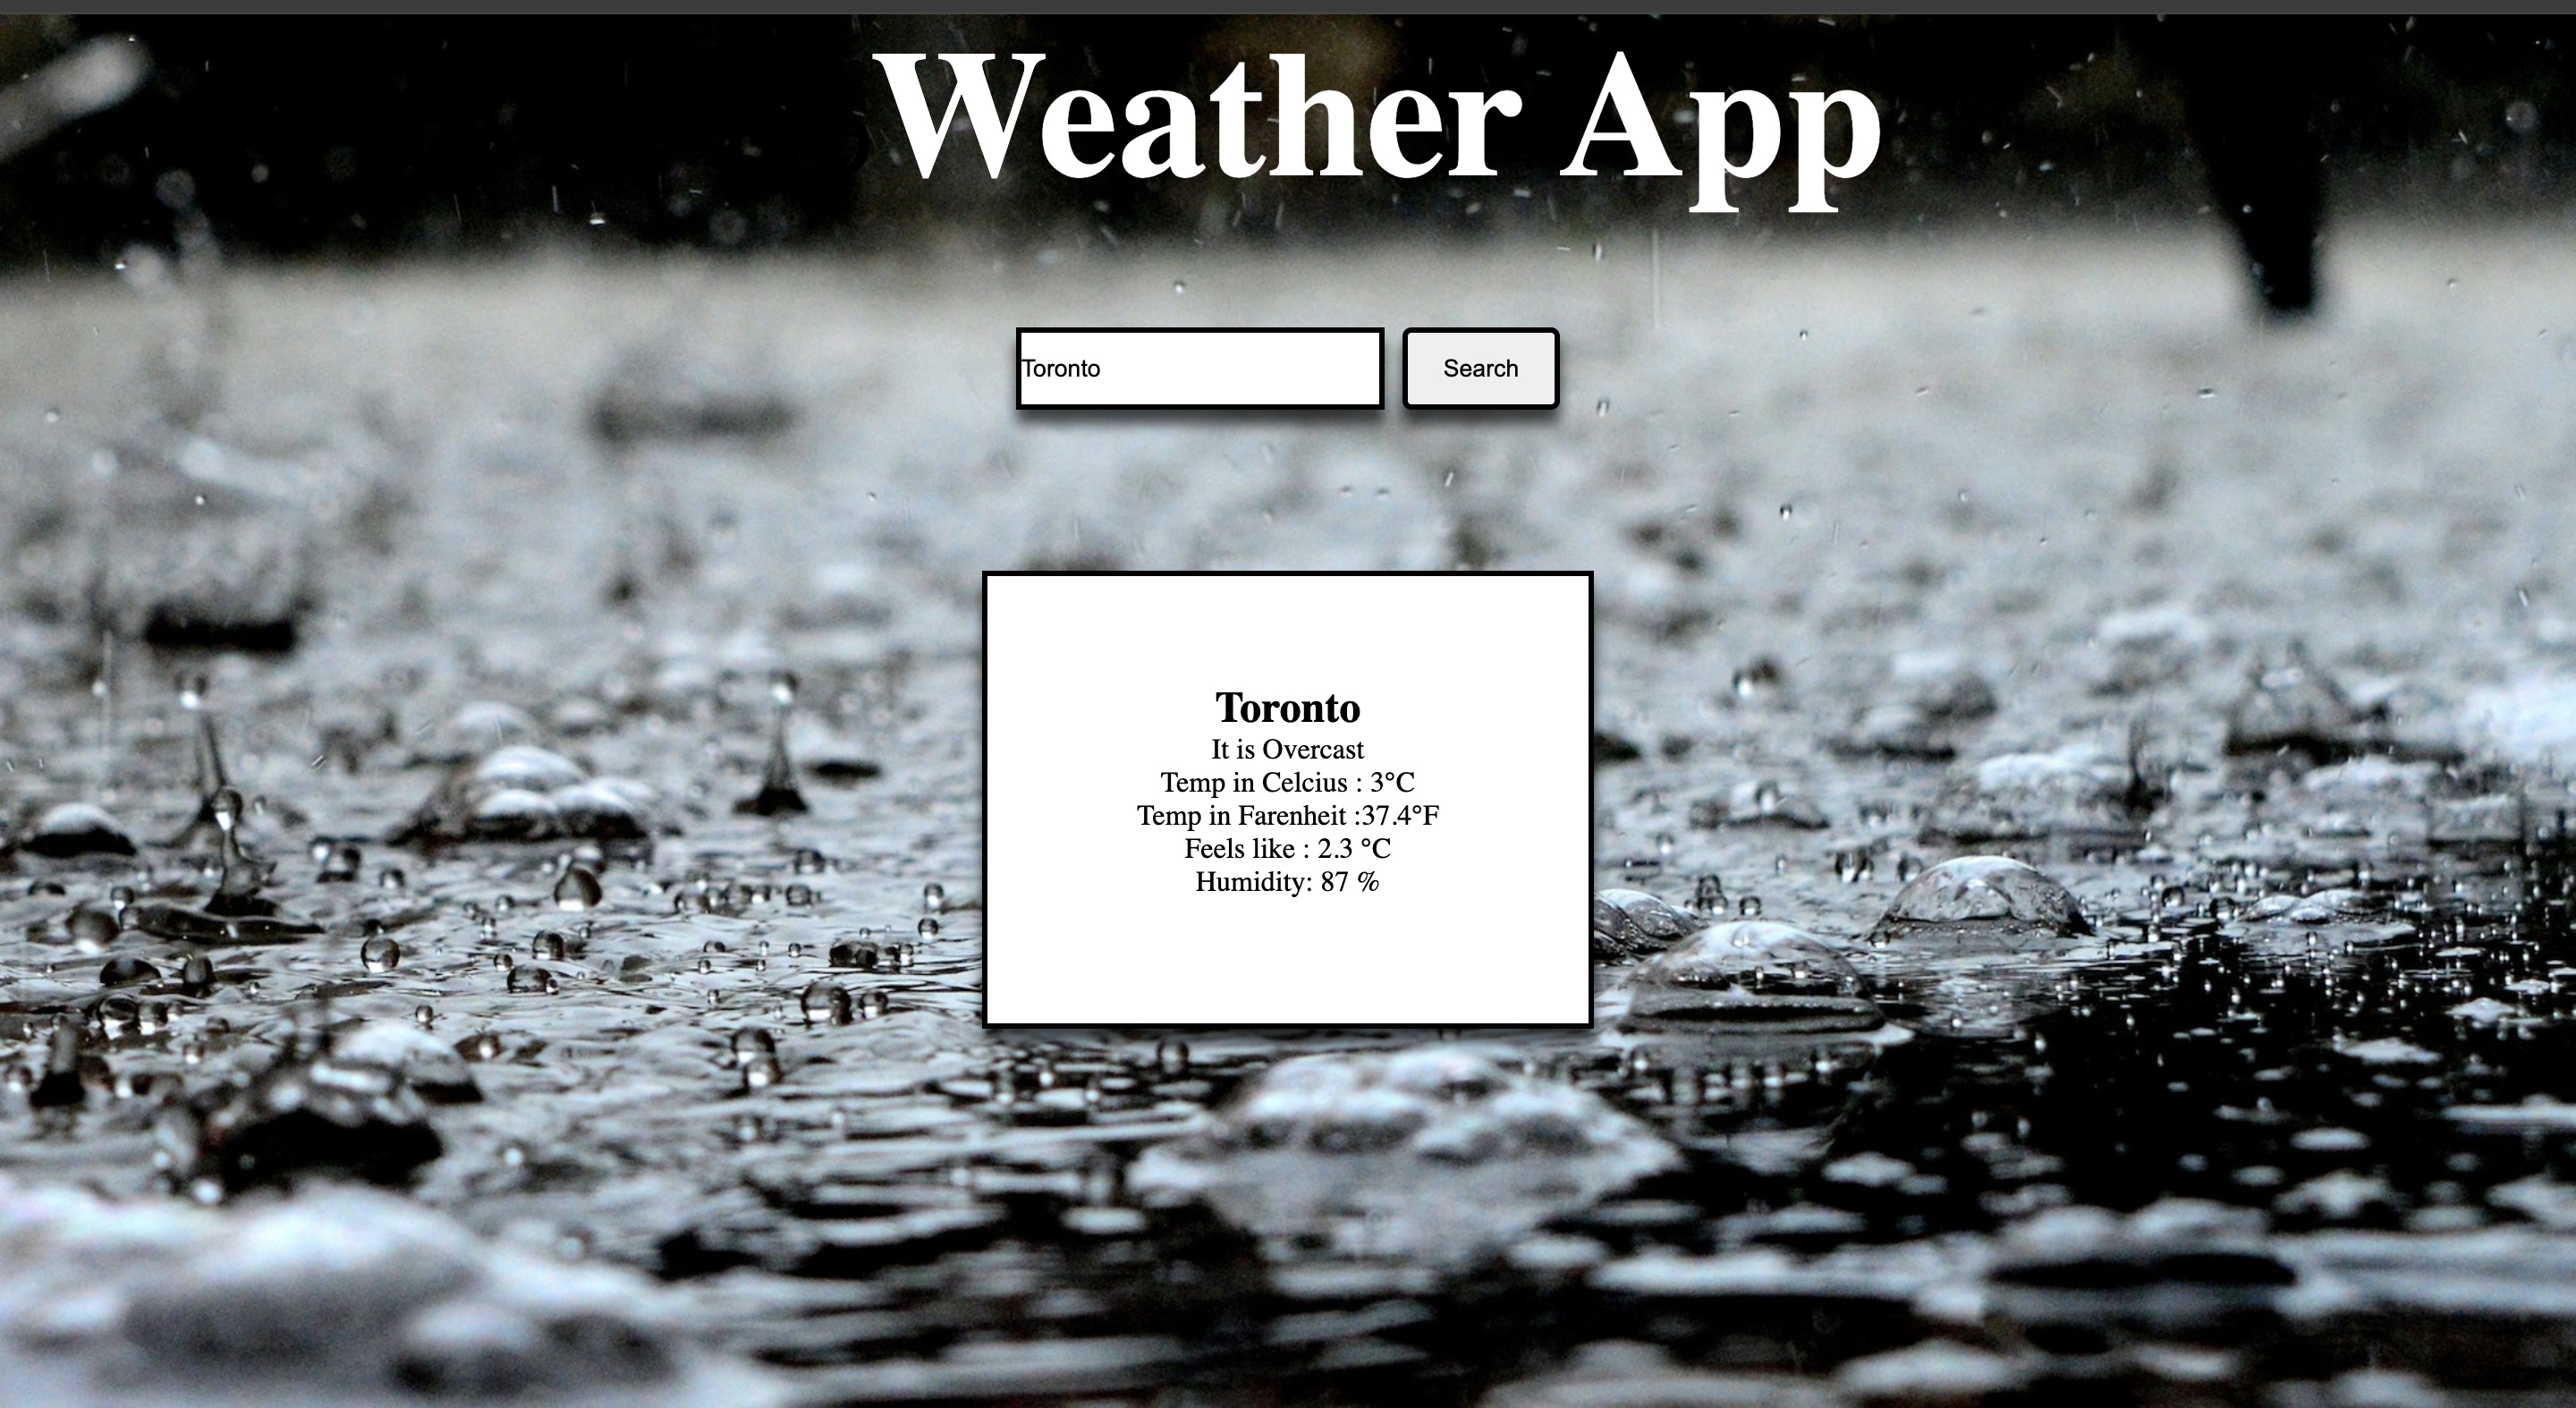 Weather App
Toronto
Search
Toronto
It is Overcast
Temp in Celcius : 3°C
Temp in Farenheit :37.4°F
Feels like : 2.3 °C
Humidity: 87 %